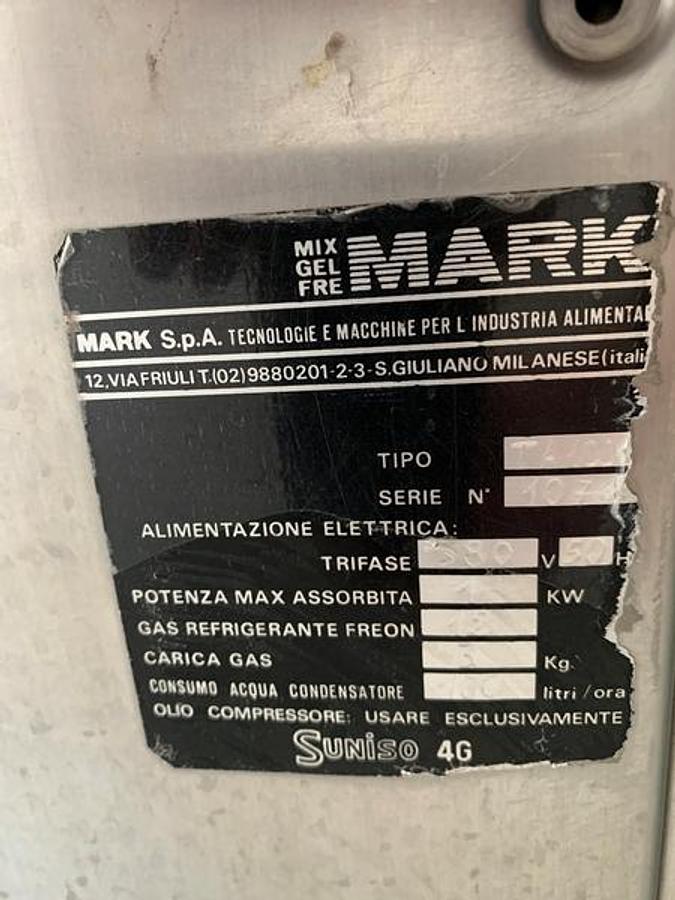 MIX
GEL
FRE
MARK
MARK S.p.A. TECNOLOGIE E MACCHINE PER L'INDUSTRIA ALIMENTA
12,VIA FRIULI T.(02)9880201-2-3-S.GIULIANO MILANESE(itali
TIPO
SERIE N°
ALIMENTAZIONE ELETTRICA:
TRIFASE 380 V 50 H
POTENZA MAX ASSORBITA KW
GAS REFRIGERANTE FREON
CARICA GAS Kg.
CONSUMO ACQUA CONDENSATORE litri/ora
OLIO COMPRESSORE: USARE ESCLUSIVAMENTE
SUNISO 4G